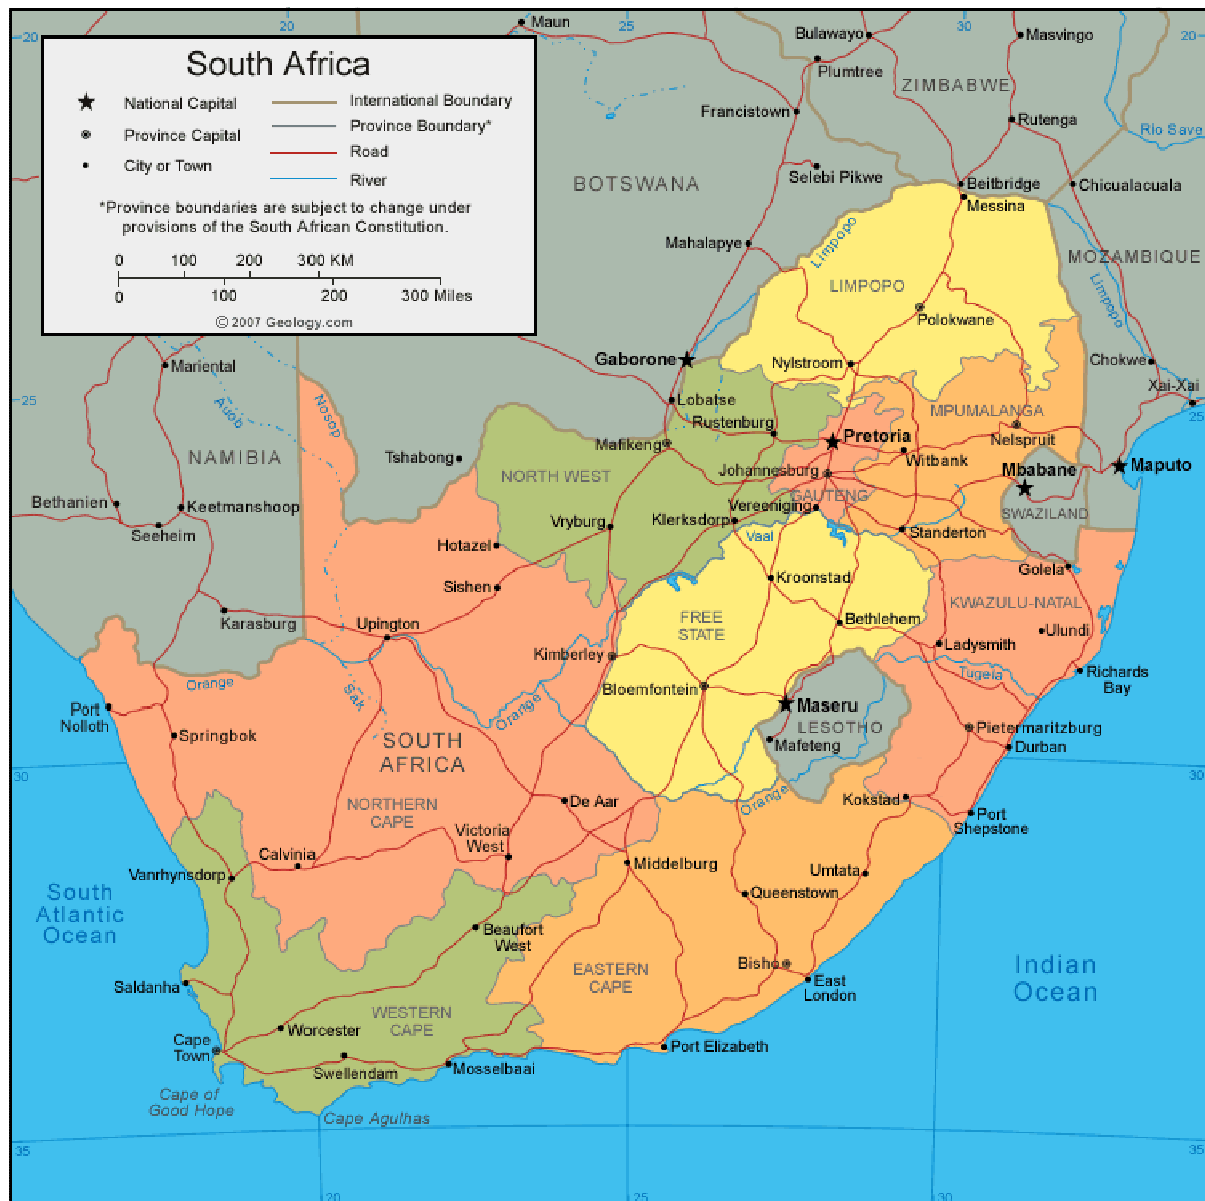 20
25
30
20
Maun
Bulawayo
Masvingo
South Africa
Plumtree
ZIMBABWE
National Capital
International Boundary
Province Capital
Province Boundary*
City or Town
Road
River
Francistown
Rutenga
Rio Save
*Province boundaries are subject to change under
provisions of the South African Constitution.
0 100 200 300 KM
0 100 200 300 Miles
© 2007 Geology.com
BOTSWANA
Selebi Pikwe
Beitbridge
Chicualacuala
Messina
Mahalapye
Limpopo
MOZAMBIQUE
LIMPOPO
Limpopo
Polokwane
Gaborone
Nylstroom
Chokwe
Mariental
Xai-Xai
25
Auob
Nosop
Lobatse
Rustenburg
MPUMALANGA
25
Mafikeng
Pretoria
Nelspruit
NAMIBIA
Tshabong
NORTH WEST
Johannesburg
Witbank
Mbabane
Maputo
Bethanien
Keetmanshoop
GAUTENG
Vereeniging
SWAZILAND
Seeheim
Vryburg
Klerksdorp
Vaal
Standerton
Hotazel
Golela
Sishen
Kroonstad
KWAZULU-NATAL
Karasburg
Upington
FREE
STATE
Bethlehem
Ulundi
Ladysmith
Kimberley
Orange
Sak
Bloemfontein
Tugela
Richards
Bay
Port
Nolloth
Orange
Maseru
Springbok
LESOTHO
Pietermaritzburg
SOUTH
AFRICA
Mafeteng
Durban
30
30
NORTHERN
CAPE
De Aar
Orange
Kokstad
Port
Shepstone
Victoria
West
Calvinia
Middelburg
Umtata
Vanrhynsdorp
Queenstown
South
Atlantic
Ocean
Beaufort
West
EASTERN
CAPE
Bisho
Indian
Ocean
Saldanha
East
London
WESTERN
CAPE
Worcester
Cape
Town
Port Elizabeth
Swellendam
Mosselbaai
Cape of
Good Hope
Cape Agulhas
35
35
20
25
30